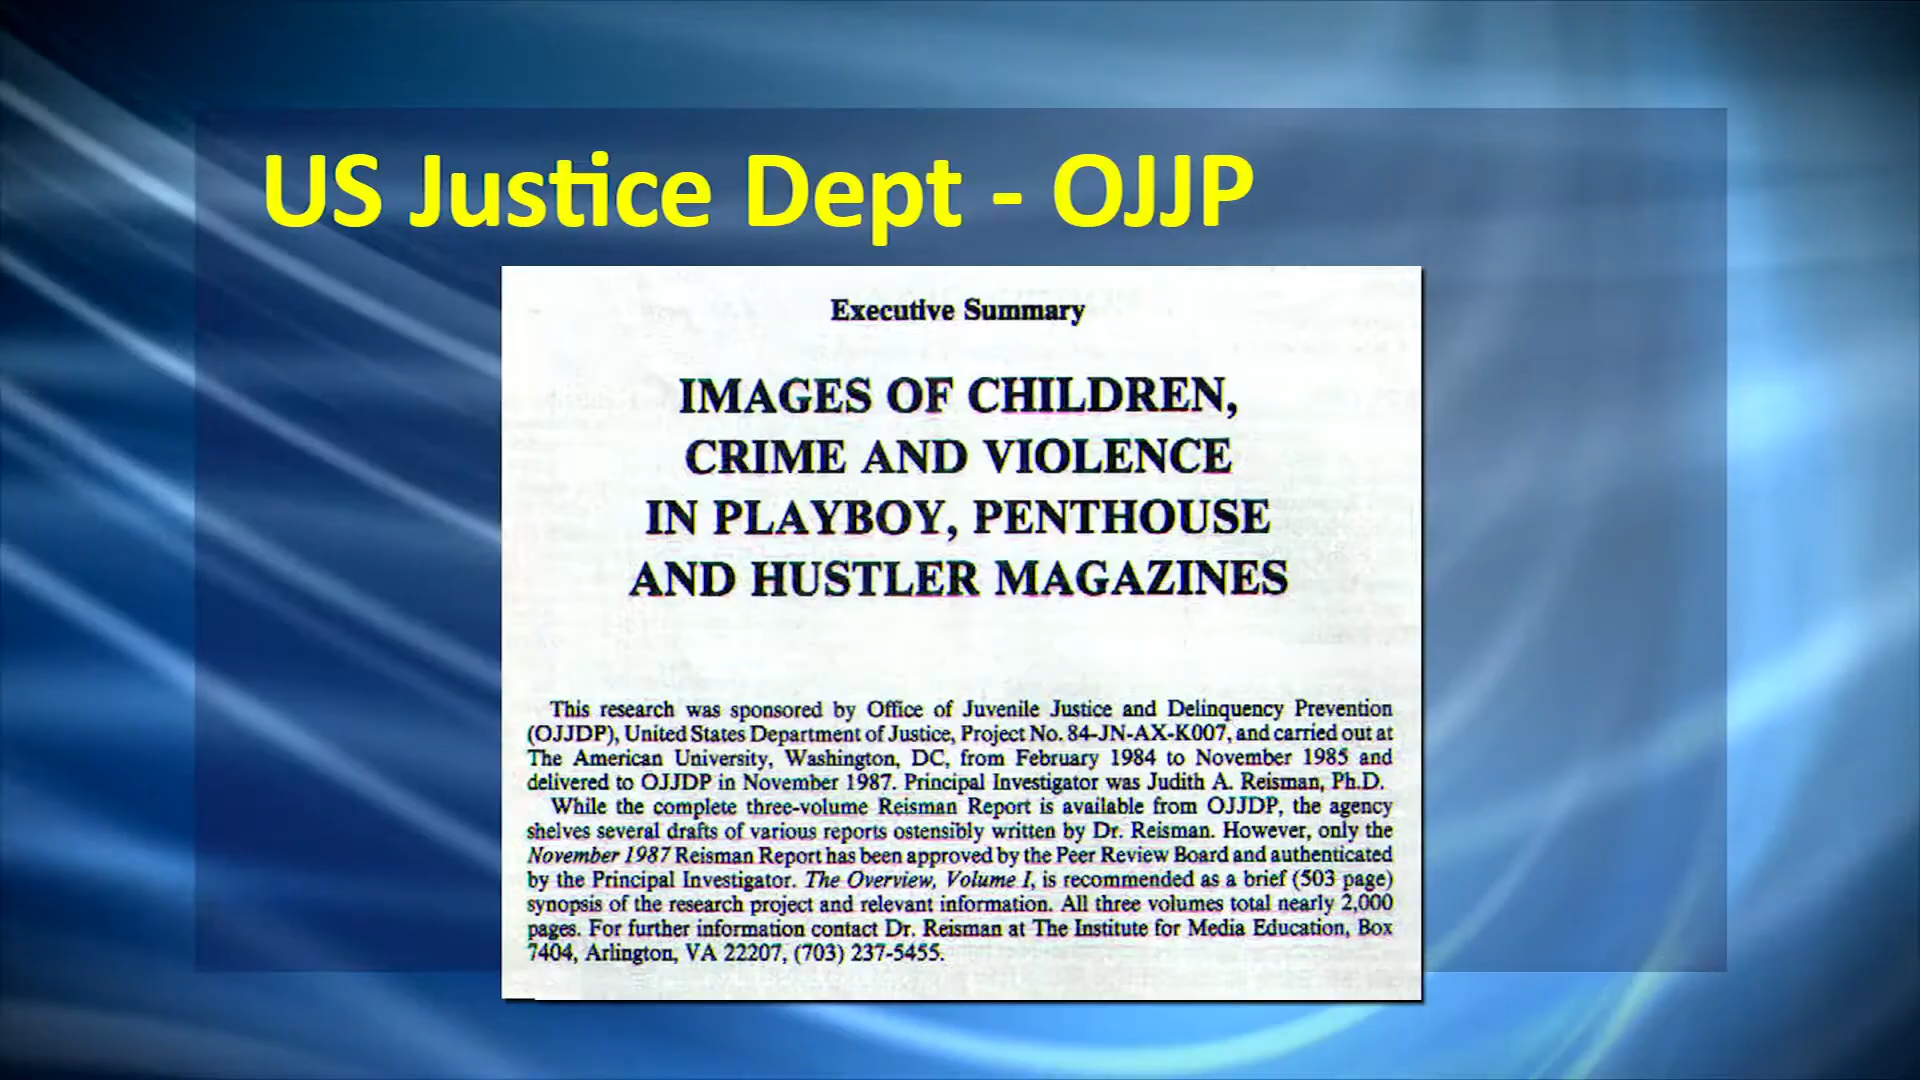 US Justice Dept - OJJP
Executive Summary
IMAGES OF CHILDREN,
CRIME AND VIOLENCE
IN PLAYBOY, PENTHOUSE
AND HUSTLER MAGAZINES
This research was sponsored by Office of Juvenile Justice and Delinquency Prevention
(OJJDP), United States Department of Justice, Project No. 84-JN-AX-K007, and carried out at
The American University, Washington, DC, from February 1984 to November 1985 and
delivered to OJJDP in November 1987. Principal Investigator was Judith A. Reisman, Ph.D.
While the complete three-volume Reisman Report is available from OJJDP, the agency
shelves several drafts of various reports ostensibly written by Dr. Reisman. However, only the
November 1987 Reisman Report has been approved by the Peer Review Board and authenticated
by the Principal Investigator. The Overview, Volume I, is recommended as a brief (503 page)
synopsis of the research project and relevant information. All three volumes total nearly 2,000
pages. For further information contact Dr. Reisman at The Institute for Media Education, Box
7404, Arlington, VA 22207, (703) 237-5455.